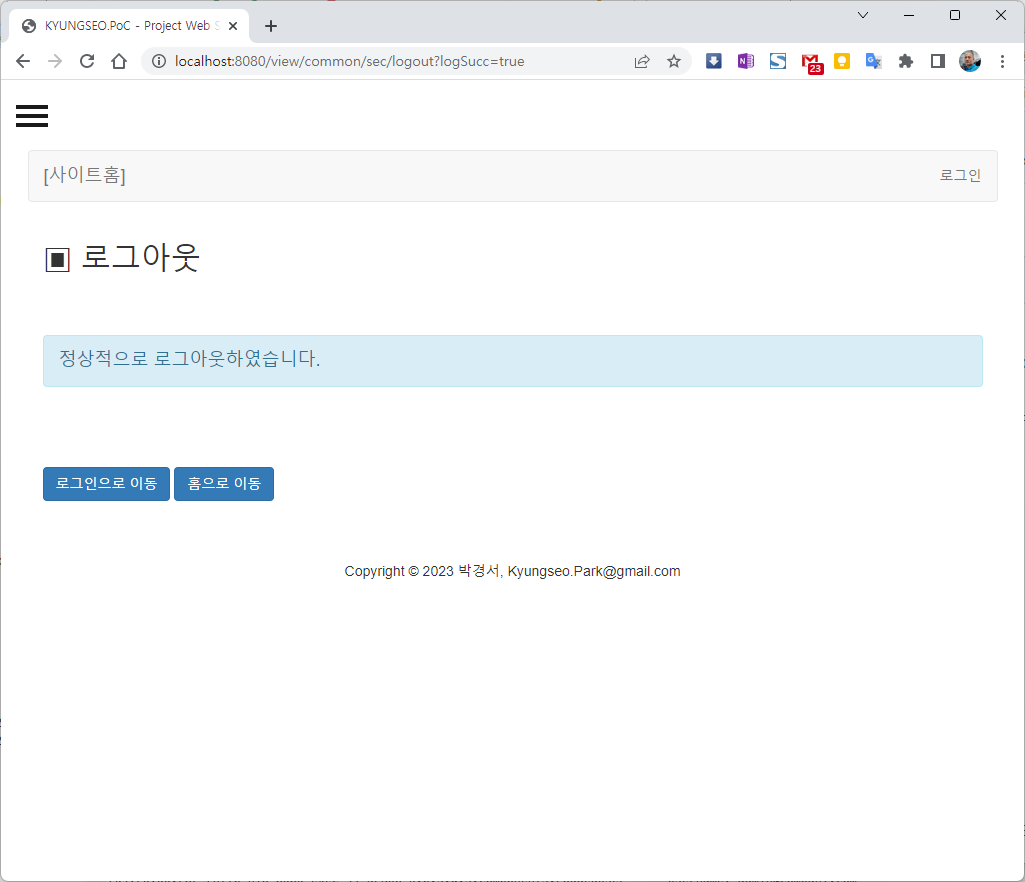 KYUNGSEO.PoC - Project Web S
localhost:8080/view/common/sec/logout?logSucc=true
23
[사이트홈]
로그인
▣ 로그아웃
정상적으로 로그아웃하였습니다.
로그인으로 이동 홈으로 이동
Copyright © 2023 박경서, Kyungseo.Park@gmail.com